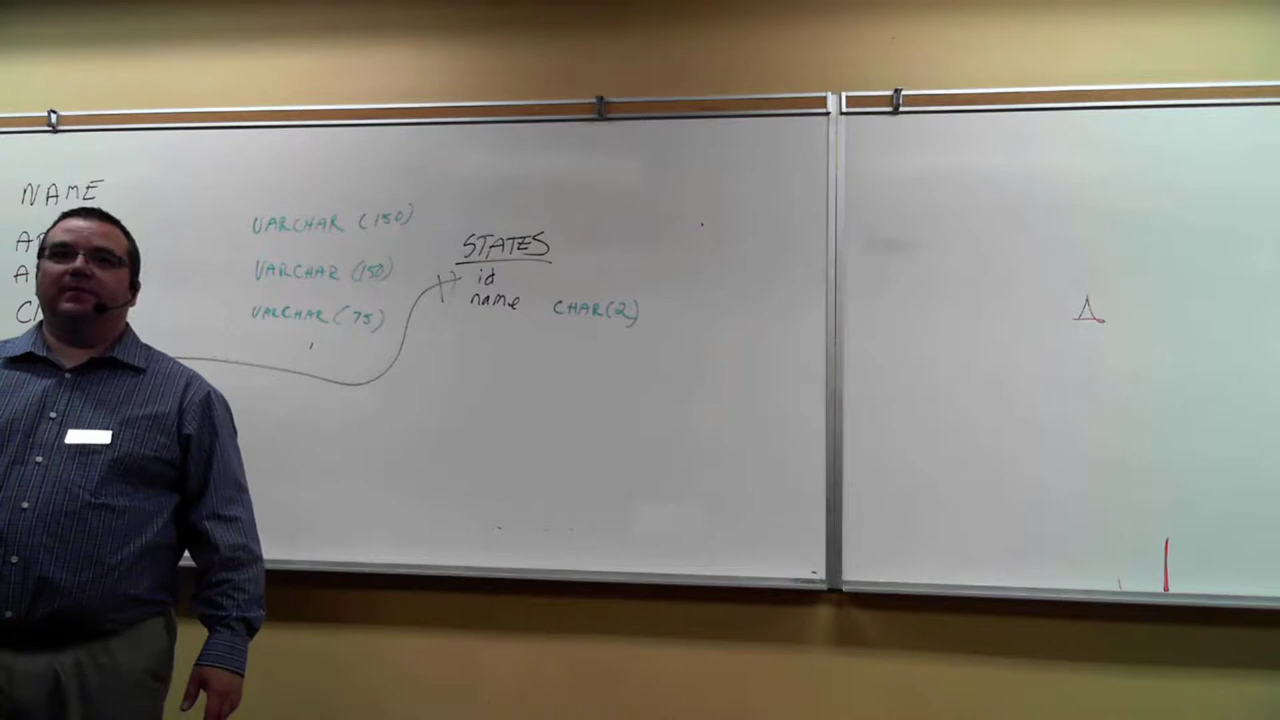 NAME
VARCHAR (150)
VARCHAR (150)
VARCHAR (75)
STATES
id
name CHAR(2)